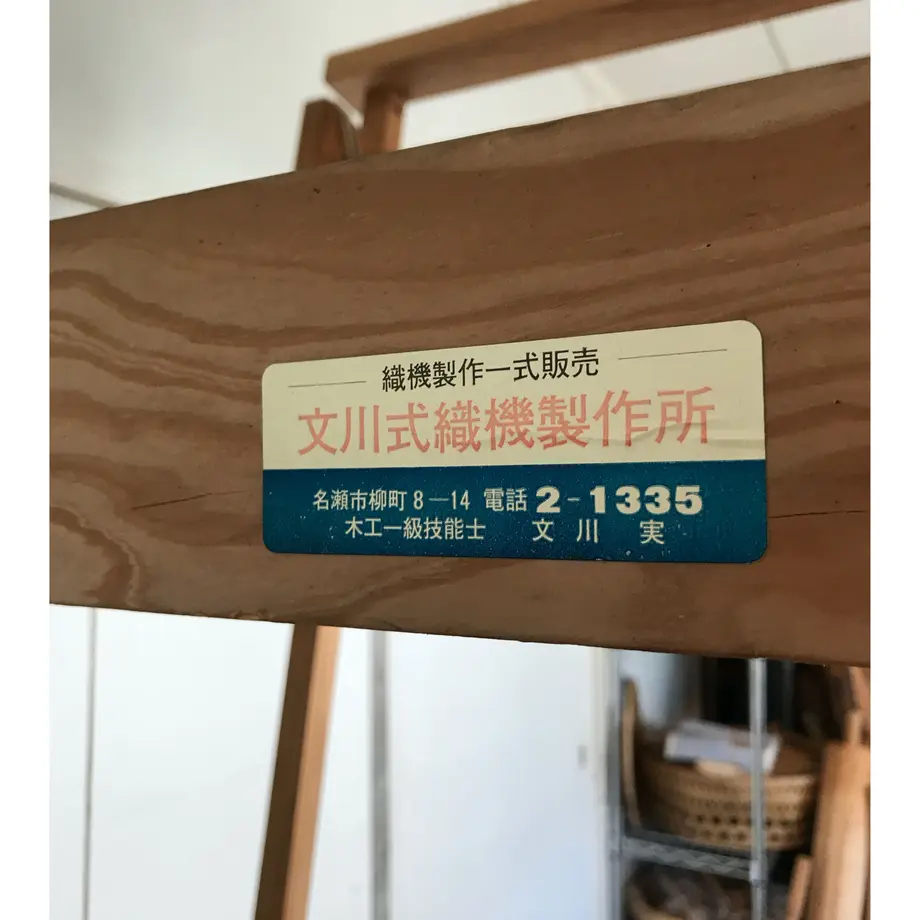 織機製作一式販売
文川式織機製作所
名瀬市柳町8―14 電話2-1335
木工一級技能士 文川 実